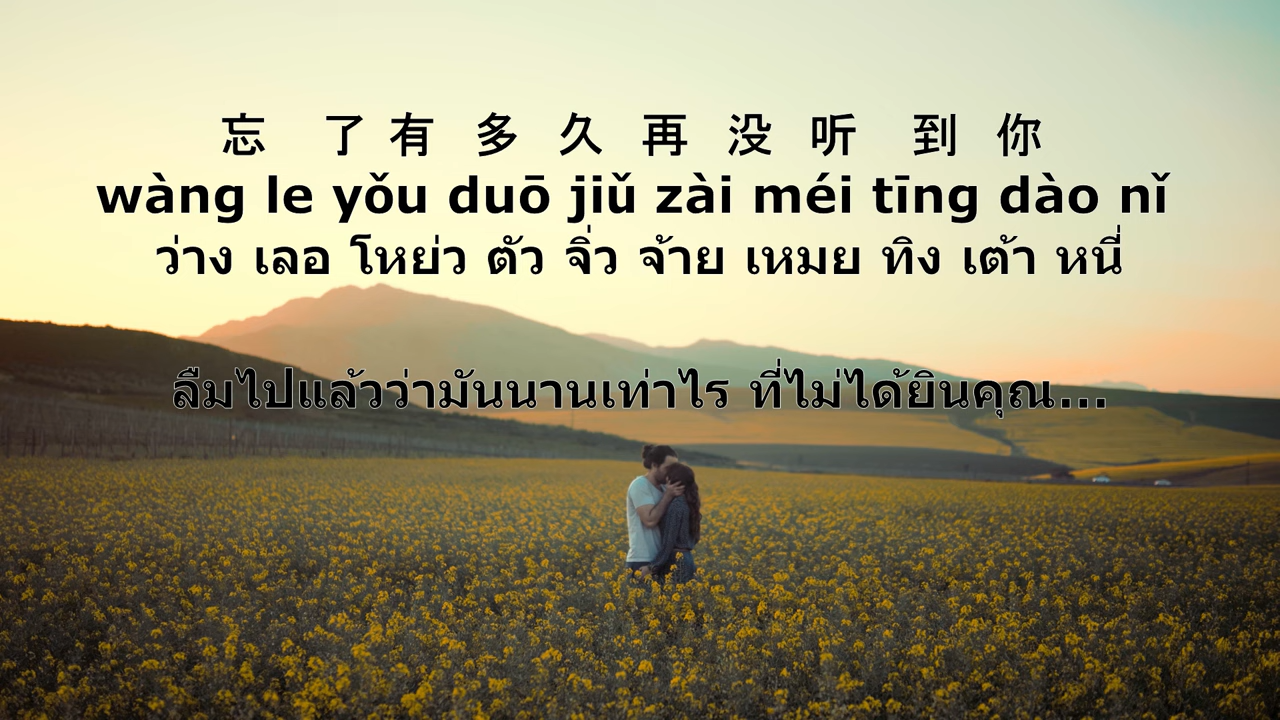 忘 了 有 多 久 再 没 听 到 你
wàng le yǒu duō jiǔ zài méi tīng dào nǐ
ว่าง เลอ โหย่ว ตัว จิ่ว จ้าย เหมย ทิง เต้า หนี่
ลืมไปแล้วว่ามันนานเท่าไร ที่ไม่ได้ยินคุณ...